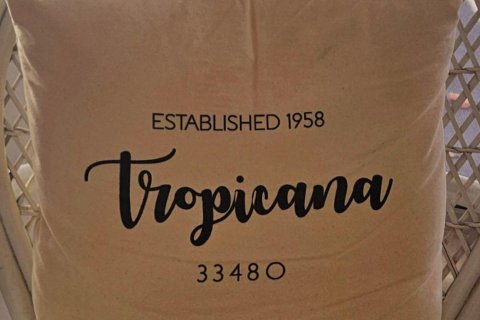 ESTABLISHED 1958
Tropicana
33480